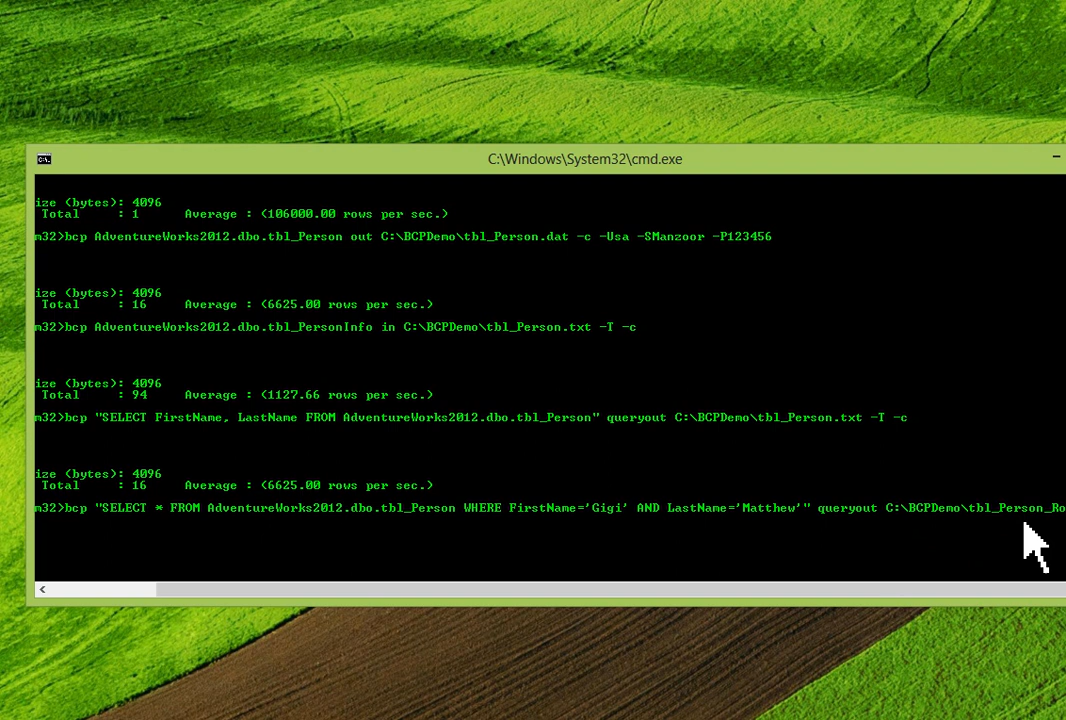 C:\Windows\System32\cmd.exe
ize (bytes): 4096
Total : 1 Average : (106000.00 rows per sec.)
m32>bcp AdventureWorks2012.dbo.tbl_Person out C:\BCPDemo\tbl_Person.dat -c -Usa -SManzoor -P123456
ize (bytes): 4096
Total : 16 Average : (6625.00 rows per sec.)
m32>bcp AdventureWorks2012.dbo.tbl_PersonInfo in C:\BCPDemo\tbl_Person.txt -T -c
ize (bytes): 4096
Total : 94 Average : (1127.66 rows per sec.)
m32>bcp "SELECT FirstName, LastName FROM AdventureWorks2012.dbo.tbl_Person" queryout C:\BCPDemo\tbl_Person.txt -T -c
ize (bytes): 4096
Total : 16 Average : (6625.00 rows per sec.)
m32>bcp "SELECT * FROM AdventureWorks2012.dbo.tbl_Person WHERE FirstName='Gigi' AND LastName='Matthew'" queryout C:\BCPDemo\tbl_Person_Ro